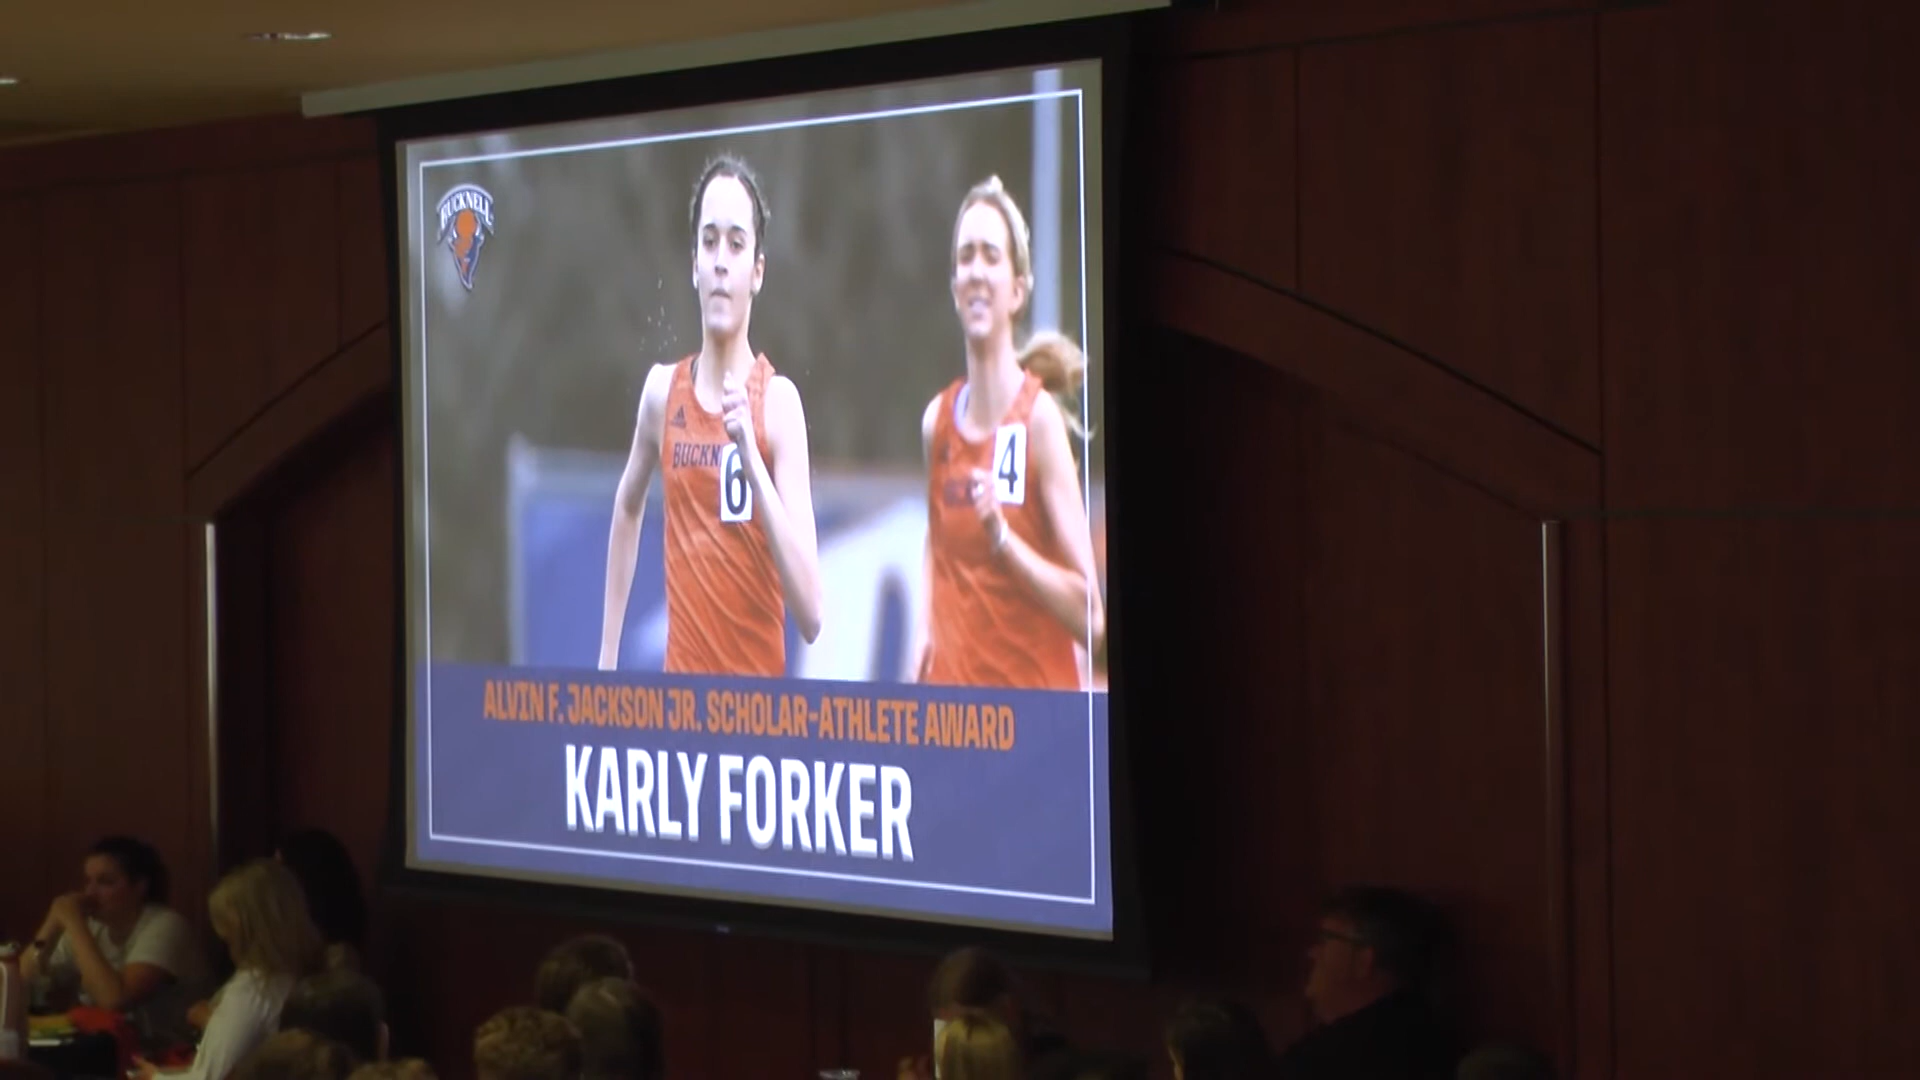 BUCKNELL
BUCKN
6
4
ALVIN F. JACKSON JR. SCHOLAR-ATHLETE AWARD
KARLY FORKER